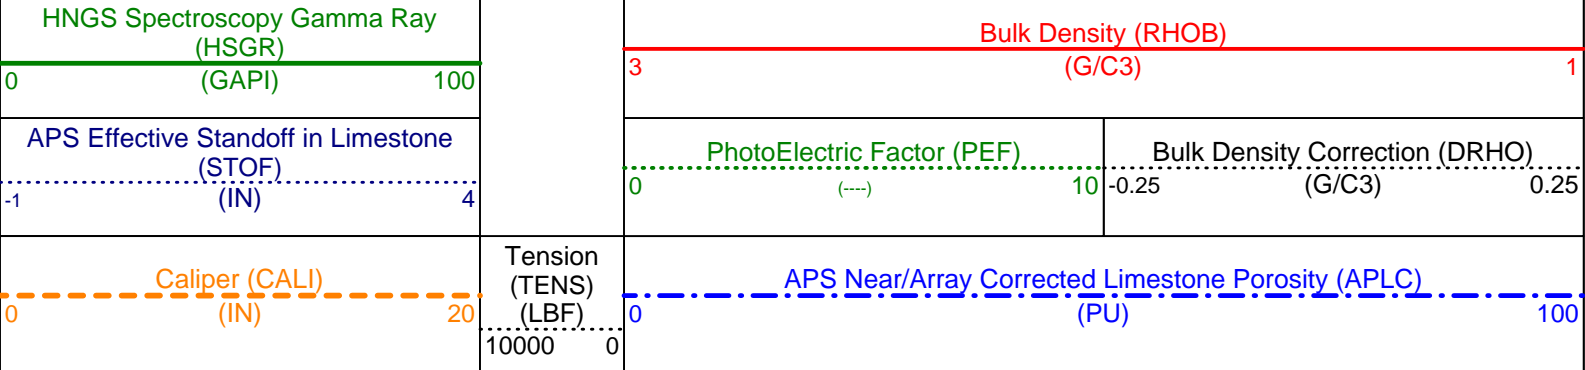 HNGS Spectroscopy Gamma Ray
(HSGR)
0 (GAPI) 100
Bulk Density (RHOB)
3 (G/C3) 1
APS Effective Standoff in Limestone
(STOF)
-1 (IN) 4
PhotoElectric Factor (PEF)
0 (----) 10
Bulk Density Correction (DRHO)
-0.25 (G/C3) 0.25
Caliper (CALI)
0 (IN) 20
Tension
(TENS)
(LBF)
10000 0
APS Near/Array Corrected Limestone Porosity (APLC)
0 (PU) 100